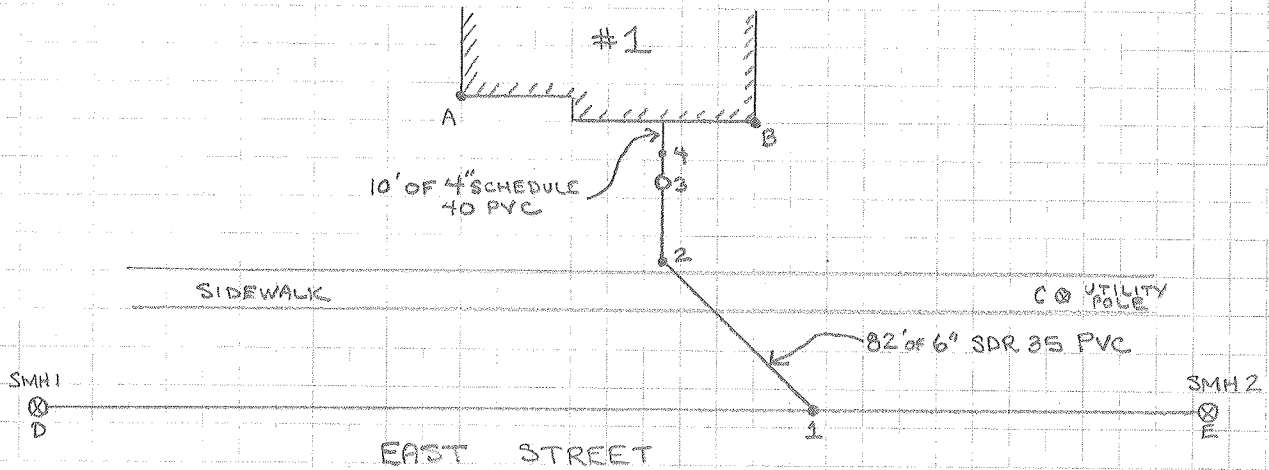 #1
A
B
4
10' OF 4" SCHEDULE
40 PVC
3
2
SIDEWALK
C UTILITY
POLE
82' OF 6" SDR 35 PVC
SMH 1
SMH 2
D
1
E
EAST STREET